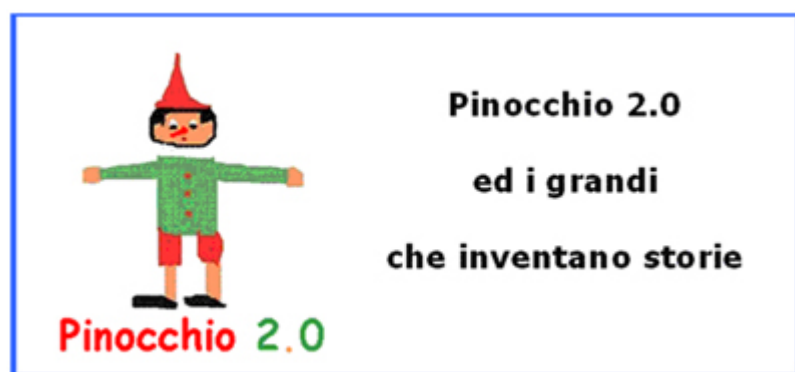 Pinocchio 2.0
ed i grandi
che inventano storie
Pinocchio 2.0